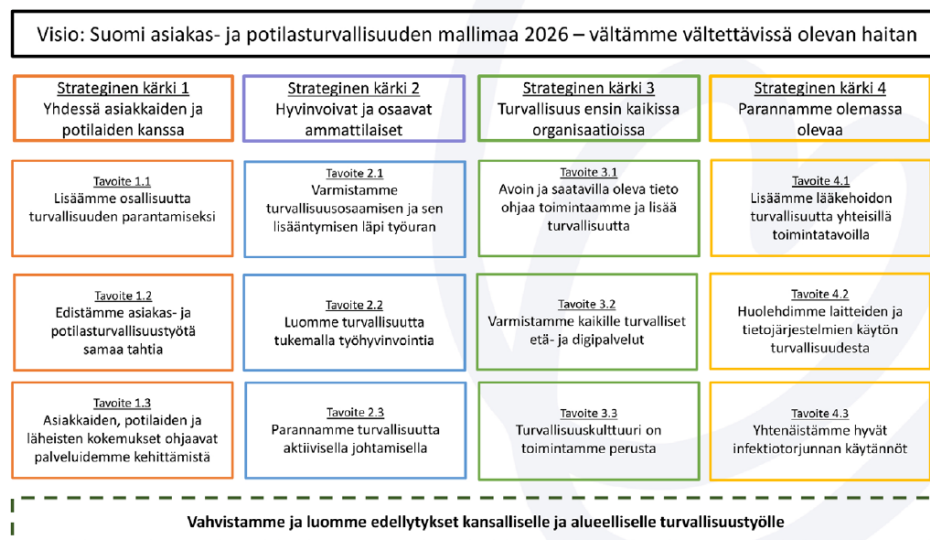 Visio: Suomi asiakas- ja potilasturvallisuuden mallimaa 2026 – vältämme vältettävissä olevan haitan
Strateginen kärki 1
Yhdessä asiakkaiden ja
potilaiden kanssa
Tavoite 1.1
Lisäämme osallisuutta
turvallisuuden parantamiseksi
Tavoite 1.2
Edistämme asiakas- ja
potilasturvallisuustyötä
samaa tahtia
Tavoite 1.3
Asiakkaiden, potilaiden ja
läheisten kokemukset ohjaavat
palveluidemme kehittämistä
Strateginen kärki 2
Hyvinvoivat ja osaavat
ammattilaiset
Tavoite 2.1
Varmistamme
turvallisuusosaamisen ja sen
lisääntymisen läpi työuran
Tavoite 2.2
Luomme turvallisuutta
tukemalla työhyvinvointia
Tavoite 2.3
Parannamme turvallisuutta
aktiivisella johtamisella
Strateginen kärki 3
Turvallisuus ensin kaikissa
organisaatioissa
Tavoite 3.1
Avoin ja saatavilla oleva tieto
ohjaa toimintaamme ja lisää
turvallisuutta
Tavoite 3.2
Varmistamme kaikille turvalliset
etä- ja digipalvelut
Tavoite 3.3
Turvallisuuskulttuuri on
toimintamme perusta
Strateginen kärki 4
Parannamme olemassa
olevaa
Tavoite 4.1
Lisäämme lääkehoidon
turvallisuutta yhteisillä
toimintatavoilla
Tavoite 4.2
Huolehdimme laitteiden ja
tietojärjestelmien käytön
turvallisuudesta
Tavoite 4.3
Yhtenäistämme hyvät
infektiotorjunnan käytännöt
Vahvistamme ja luomme edellytykset kansalliselle ja alueelliselle turvallisuustyölle